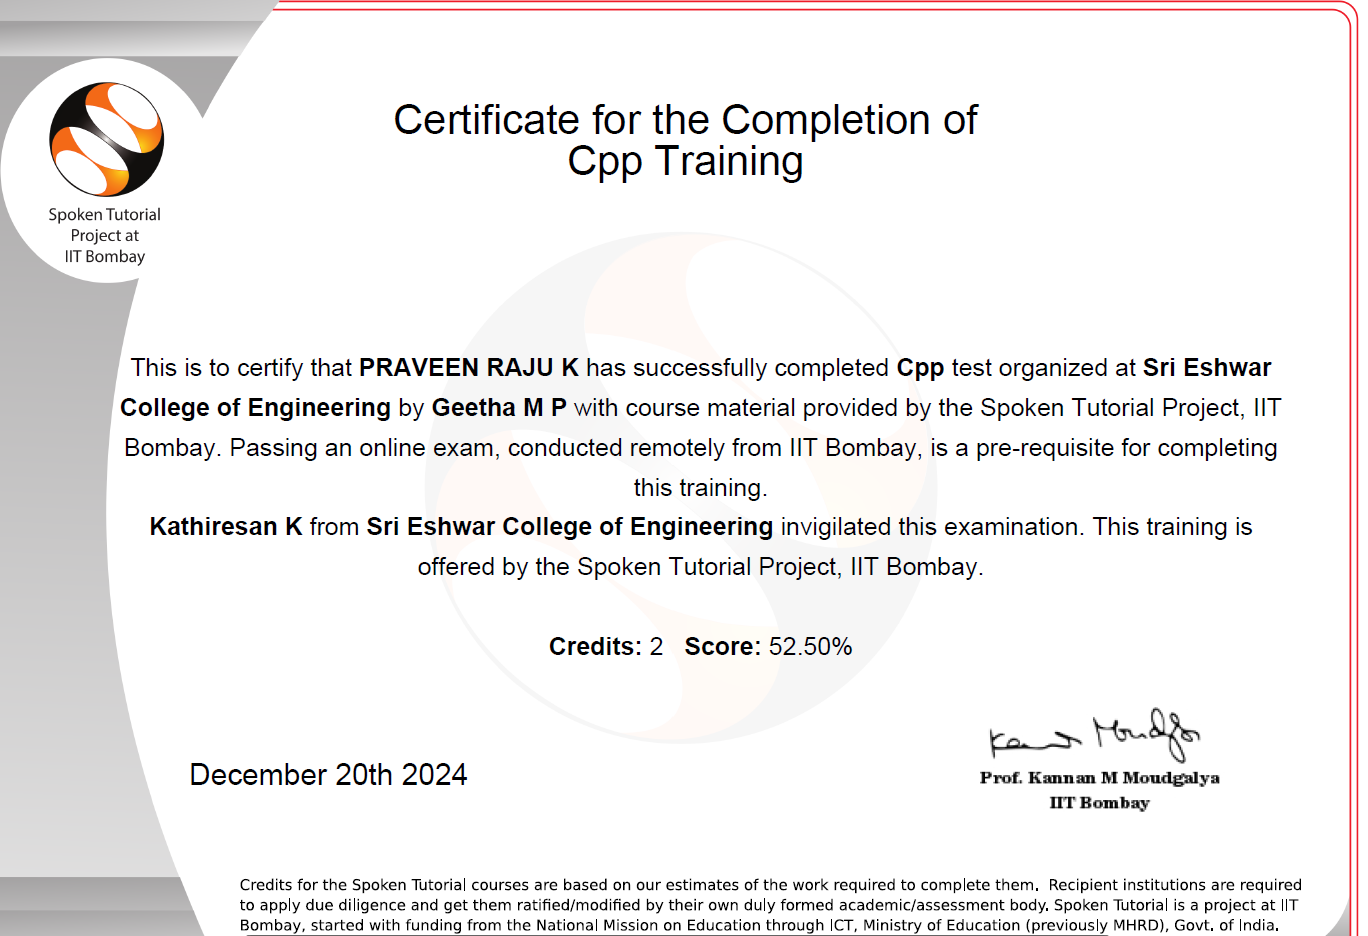 Spoken Tutorial
Project at
IIT Bombay
Certificate for the Completion of
Cpp Training
This is to certify that PRAVEEN RAJU K has successfully completed Cpp test organized at Sri Eshwar
College of Engineering by Geetha M P with course material provided by the Spoken Tutorial Project, IIT
Bombay. Passing an online exam, conducted remotely from IIT Bombay, is a pre-requisite for completing
this training.
Kathiresan K from Sri Eshwar College of Engineering invigilated this examination. This training is
offered by the Spoken Tutorial Project, IIT Bombay.
Credits: 2 Score: 52.50%
December 20th 2024
Prof. Kannan M Moudgalya
IIT Bombay
Credits for the Spoken Tutorial courses are based on our estimates of the work required to complete them. Recipient institutions are required
to apply due diligence and get them ratified/modified by their own duly formed academic/assessment body. Spoken Tutorial is a project at IIT
Bombay, started with funding from the National Mission on Education through ICT, Ministry of Education (previously MHRD), Govt. of India.